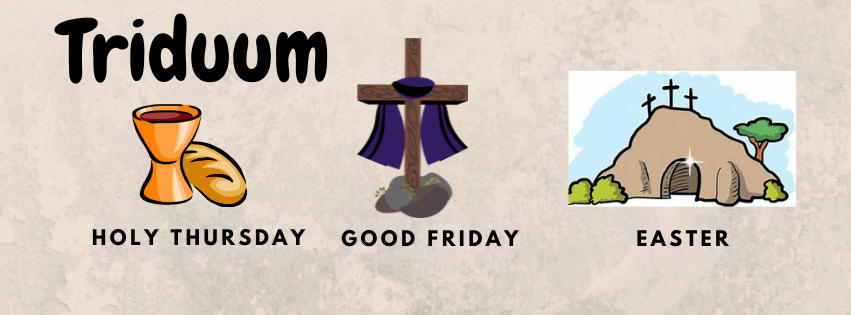 Triduum
HOLY THURSDAY
GOOD FRIDAY
EASTER